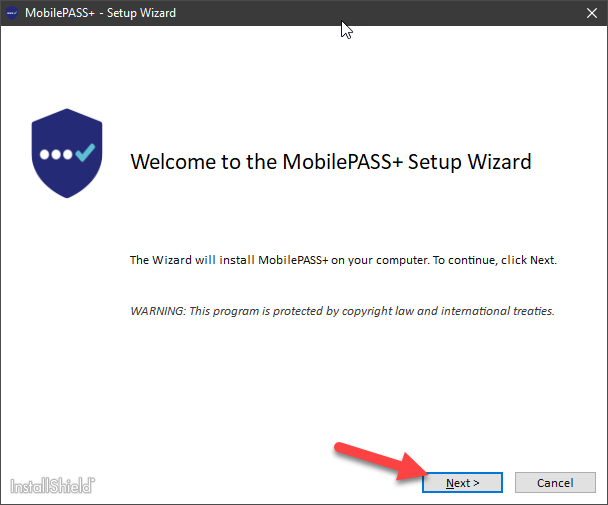 MobilePASS+ - Setup Wizard
Welcome to the MobilePASS+ Setup Wizard
The Wizard will install MobilePASS+ on your computer. To continue, click Next.
WARNING: This program is protected by copyright law and international treaties.
InstallShield
Next >
Cancel